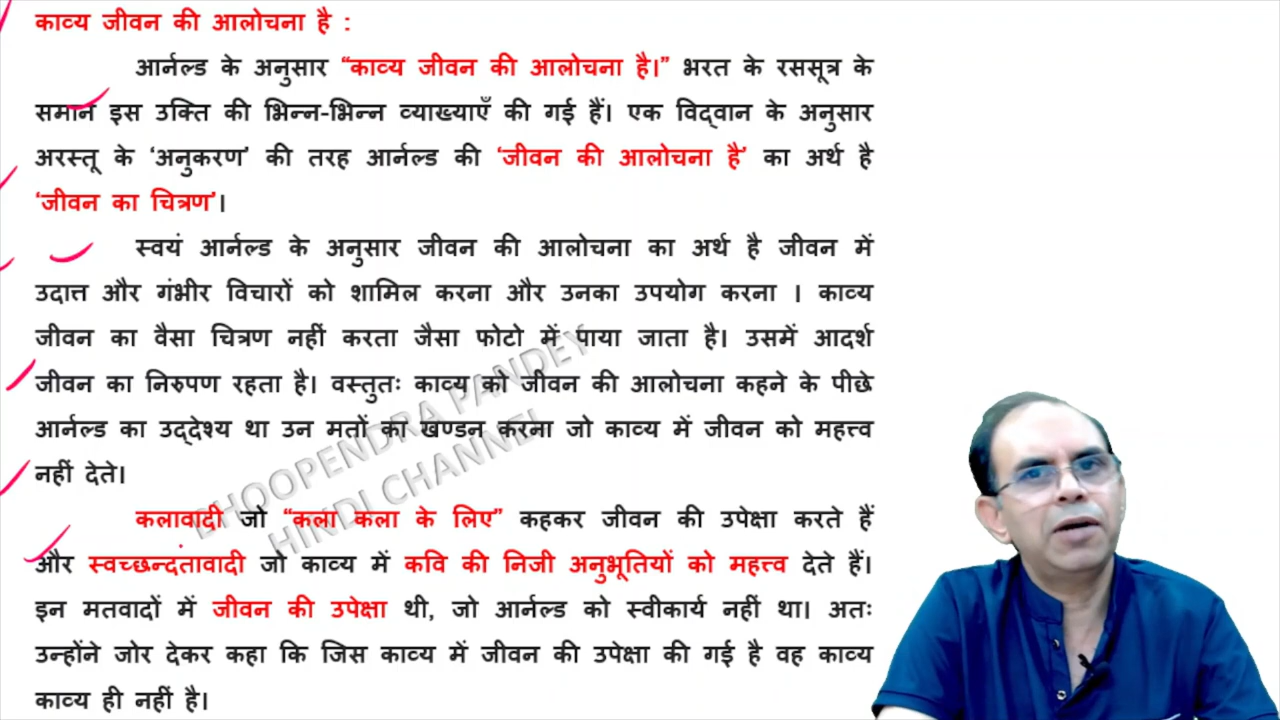 काव्य जीवन की आलोचना है :
आर्नल्ड के अनुसार “काव्य जीवन की आलोचना है।” भरत के रससूत्र के
समान इस उक्ति की भिन्न-भिन्न व्याख्याएँ की गई हैं। एक विद्वान के अनुसार
अरस्तू के ‘अनुकरण’ की तरह आर्नल्ड की ‘जीवन की आलोचना है’ का अर्थ है
‘जीवन का चित्रण’।
स्वयं आर्नल्ड के अनुसार जीवन की आलोचना का अर्थ है जीवन में
उदात्त और गंभीर विचारों को शामिल करना और उनका उपयोग करना । काव्य
जीवन का वैसा चित्रण नहीं करता जैसा फोटो में पाया जाता है। उसमें आदर्श
जीवन का निरुपण रहता है। वस्तुतः काव्य को जीवन की आलोचना कहने के पीछे
आर्नल्ड का उद्देश्य था उन मतों का खण्डन करना जो काव्य में जीवन को महत्त्व
नहीं देते।
कलावादी जो “कला कला के लिए” कहकर जीवन की उपेक्षा करते हैं
और स्वच्छन्दतावादी जो काव्य में कवि की निजी अनुभूतियों को महत्त्व देते हैं।
इन मतवादों में जीवन की उपेक्षा थी, जो आर्नल्ड को स्वीकार्य नहीं था। अतः
उन्होंने जोर देकर कहा कि जिस काव्य में जीवन की उपेक्षा की गई है वह काव्य
काव्य ही नहीं है।
BHOOPENDRA PANDEY
HINDI CHANNEL